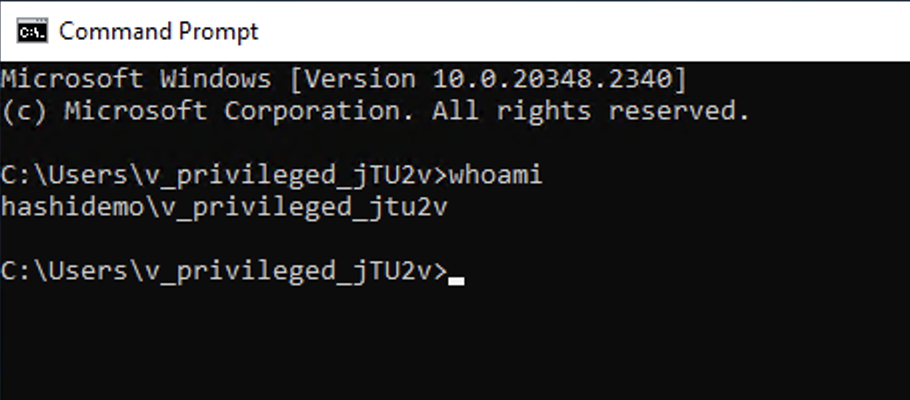 Command Prompt
Microsoft Windows [Version 10.0.20348.2340]
(c) Microsoft Corporation. All rights reserved.
C:\Users\v_privileged_jTU2v>whoami
hashidemo\v_privileged_jtu2v
C:\Users\v_privileged_jTU2v>